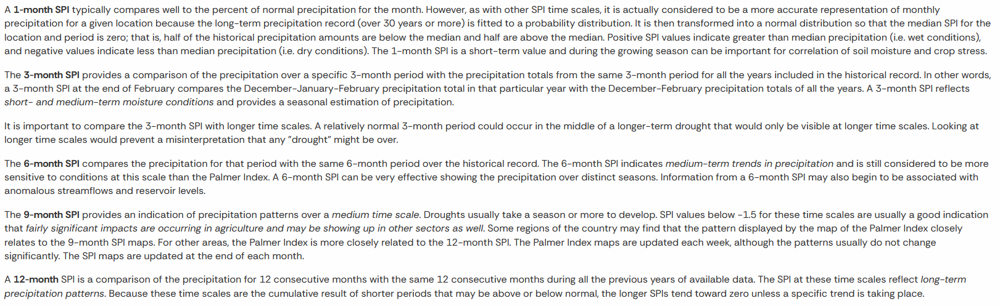 A 1-month SPI typically compares well to the percent of normal precipitation for the month. However, as with other SPI time scales, it is actually considered to be a more accurate representation of monthly
precipitation for a given location because the long-term precipitation record (over 30 years or more) is fitted to a probability distribution. It is then transformed into a normal distribution so that the median SPI for the
location and period is zero; that is, half of the historical precipitation amounts are below the median and half are above the median. Positive SPI values indicate greater than median precipitation (i.e. wet conditions),
and negative values indicate less than median precipitation (i.e. dry conditions). The 1-month SPI is a short-term value and during the growing season can be important for correlation of soil moisture and crop stress.
The 3-month SPI provides a comparison of the precipitation over a specific 3-month period with the precipitation totals from the same 3-month period for all the years included in the historical record. In other words,
a 3-month SPI at the end of February compares the December-January-February precipitation total in that particular year with the December-February precipitation totals of all the years. A 3-month SPI reflects
short- and medium-term moisture conditions and provides a seasonal estimation of precipitation.
It is important to compare the 3-month SPI with longer time scales. A relatively normal 3-month period could occur in the middle of a longer-term drought that would only be visible at longer time scales. Looking at
longer time scales would prevent a misinterpretation that any "drought" might be over.
The 6-month SPI compares the precipitation for that period with the same 6-month period over the historical record. The 6-month SPI indicates medium-term trends in precipitation and is still considered to be more
sensitive to conditions at this scale than the Palmer Index. A 6-month SPI can be very effective showing the precipitation over distinct seasons. Information from a 6-month SPI may also begin to be associated with
anomalous streamflows and reservoir levels.
The 9-month SPI provides an indication of precipitation patterns over a medium time scale. Droughts usually take a season or more to develop. SPI values below -1.5 for these time scales are usually a good indication
that fairly significant impacts are occurring in agriculture and may be showing up in other sectors as well. Some regions of the country may find that the pattern displayed by the map of the Palmer Index closely
relates to the 9-month SPI maps. For other areas, the Palmer Index is more closely related to the 12-month SPI. The Palmer Index maps are updated each week, although the patterns usually do not change
significantly. The SPI maps are updated at the end of each month.
A 12-month SPI is a comparison of the precipitation for 12 consecutive months with the same 12 consecutive months during all the previous years of available data. The SPI at these time scales reflect long-term
precipitation patterns. Because these time scales are the cumulative result of shorter periods that may be above or below normal, the longer SPIs tend toward zero unless a specific trend is taking place.